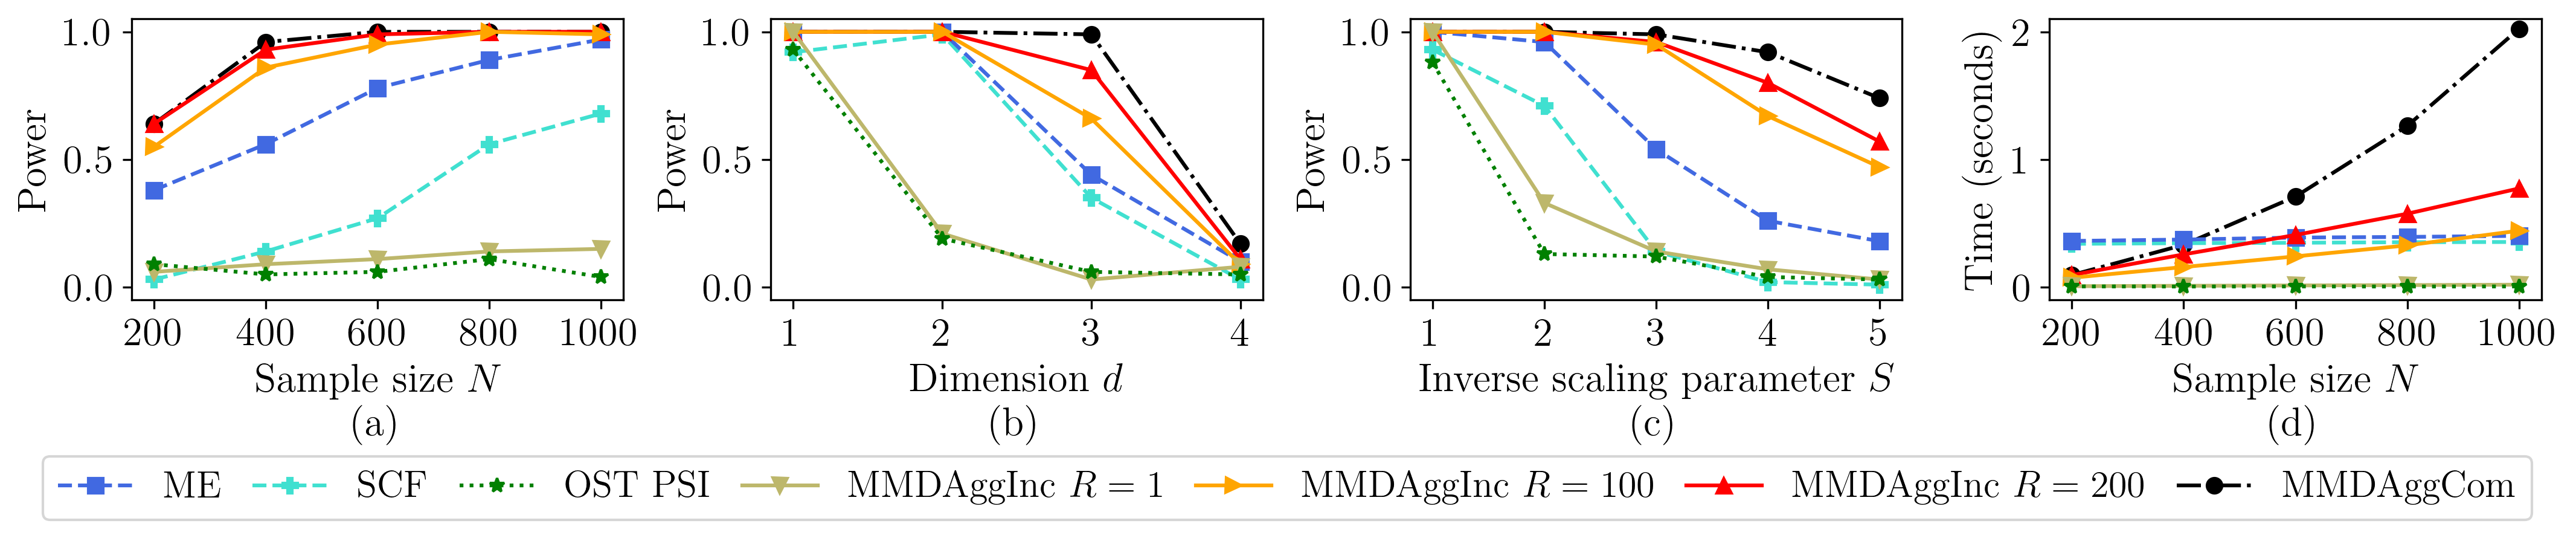 1.0
0.5
0.0
Power
200 400 600 800 1000
Sample size N
(a)
1.0
0.5
0.0
Power
1 2 3 4
Dimension d
(b)
1.0
0.5
0.0
Power
1 2 3 4 5
Inverse scaling parameter S
(c)
2
1
0
Time (seconds)
200 400 600 800 1000
Sample size N
(d)
ME SCF OST PSI MMDAggInc R = 1 MMDAggInc R = 100 MMDAggInc R = 200 MMDAggCom